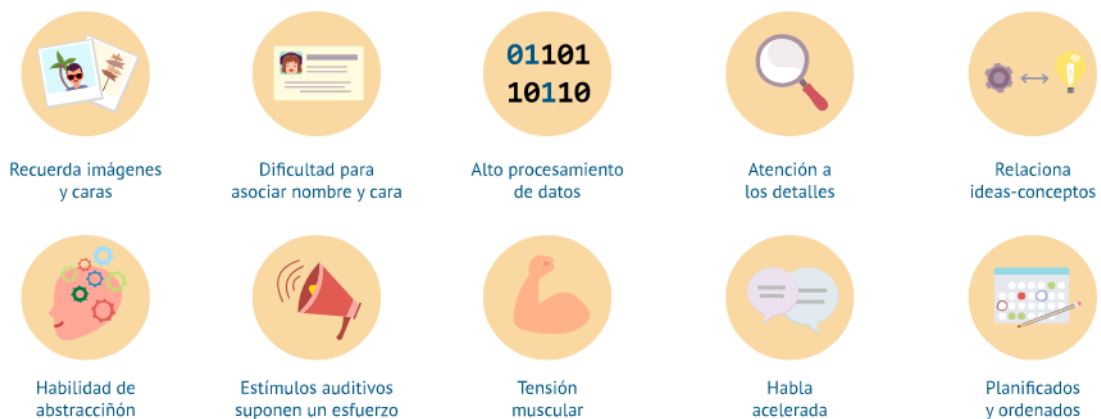 01101
10110
Recuerda imágenes
y caras
Dificultad para
asociar nombre y cara
Alto procesamiento
de datos
Atención a
los detalles
Relaciona
ideas-conceptos
Habilidad de
abstracciñón
Estímulos auditivos
suponen un esfuerzo
Tensión
muscular
Habla
acelerada
Planificados
y ordenados